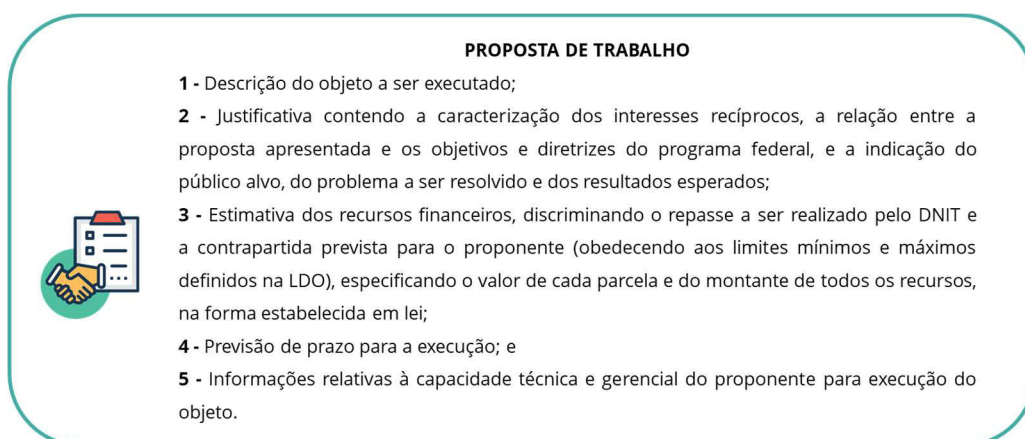 PROPOSTA DE TRABALHO
1 - Descrição do objeto a ser executado;
2 - Justificativa contendo a caracterização dos interesses recíprocos, a relação entre a
proposta apresentada e os objetivos e diretrizes do programa federal, e a indicação do
público alvo, do problema a ser resolvido e dos resultados esperados;
3 - Estimativa dos recursos financeiros, discriminando o repasse a ser realizado pelo DNIT e
a contrapartida prevista para o proponente (obedecendo aos limites mínimos e máximos
definidos na LDO), especificando o valor de cada parcela e do montante de todos os recursos,
na forma estabelecida em lei;
4 - Previsão de prazo para a execução; e
5 - Informações relativas à capacidade técnica e gerencial do proponente para execução do
objeto.